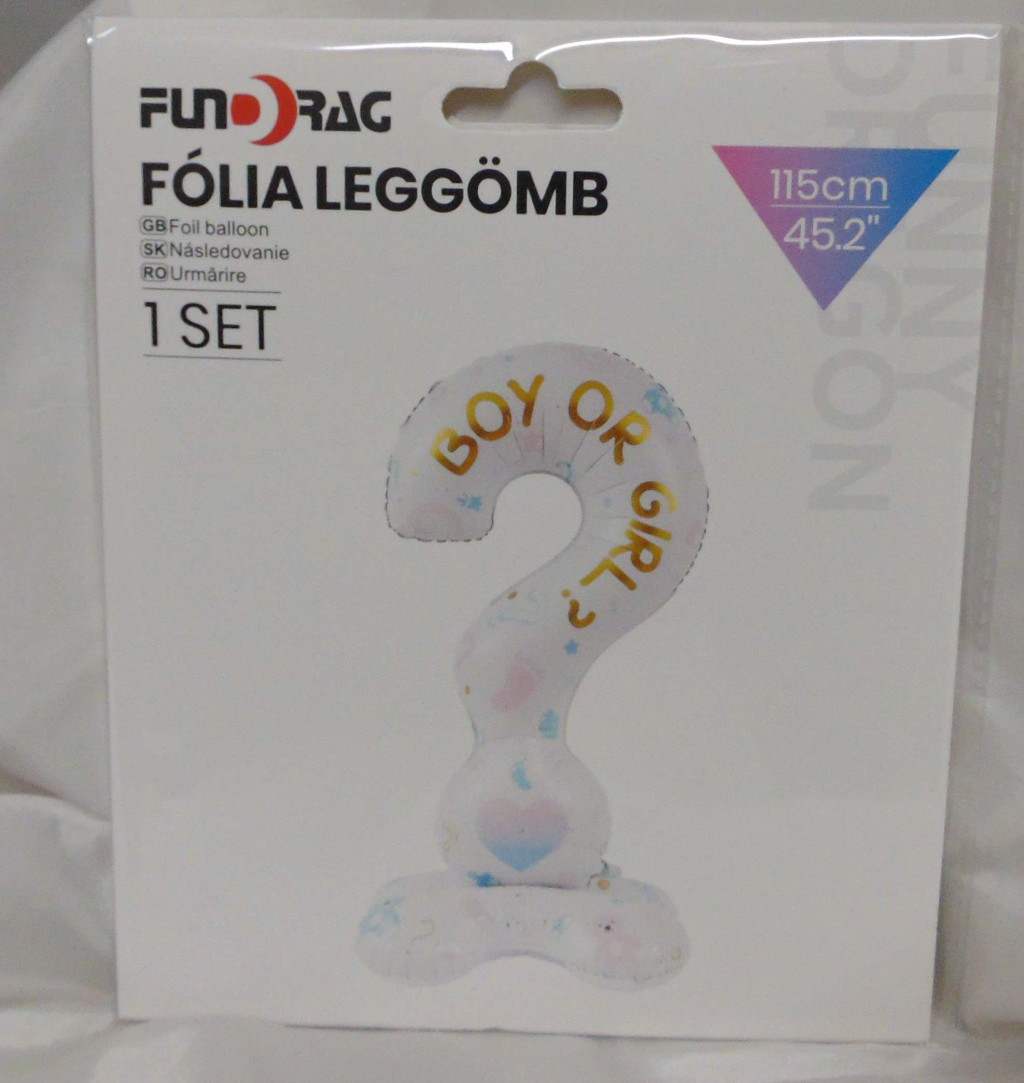 FUNDRAG
FÓLIA LEGGÖMB
GB Foil balloon
SK Následovanie
RO Urmărire
1 SET
115cm
45.2"
FUNNY
DRAGON
BOY OR GIRL?